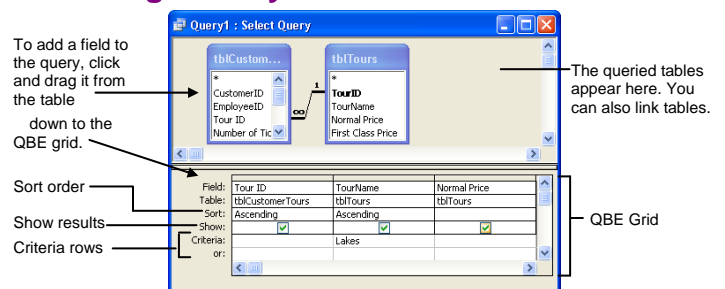 Query1 : Select Query
To add a field to
the query, click
and drag it from
the table
down to the
QBE grid.
tblCustom...
*
CustomerID
EmployeeID
Tour ID
Number of Tic
∞
1
tblTours
*
TourID
TourName
Normal Price
First Class Price
The queried tables
appear here. You
can also link tables.
Sort order
Show results
Criteria rows
Field: Tour ID TourName Normal Price
Table: tblCustomerTours tblTours tblTours
Sort: Ascending Ascending
Show:
Criteria: Lakes
or:
QBE Grid